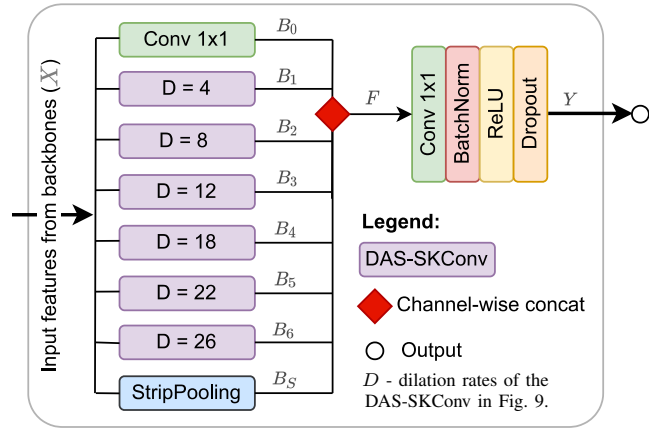 Input features from backbones (X)
Conv 1x1
B0
D = 4
B1
D = 8
B2
D = 12
B3
D = 18
B4
D = 22
B5
D = 26
B6
StripPooling
BS
F
Conv 1x1
BatchNorm
ReLU
Dropout
Y
Legend:
DAS-SKConv
Channel-wise concat
Output
D - dilation rates of the
DAS-SKConv in Fig. 9.